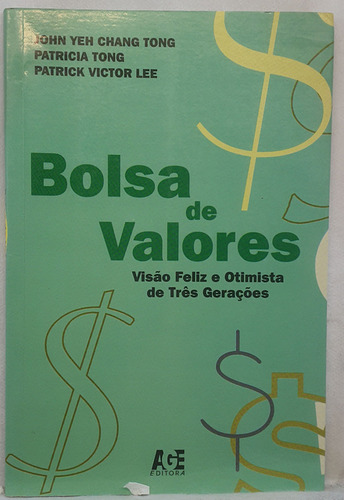 JOHN YEH CHANG TONG
PATRICIA TONG
PATRICK VICTOR LEE
Bolsa
de
Valores
Visão Feliz e Otimista
de Três Gerações
AGE
EDITORA